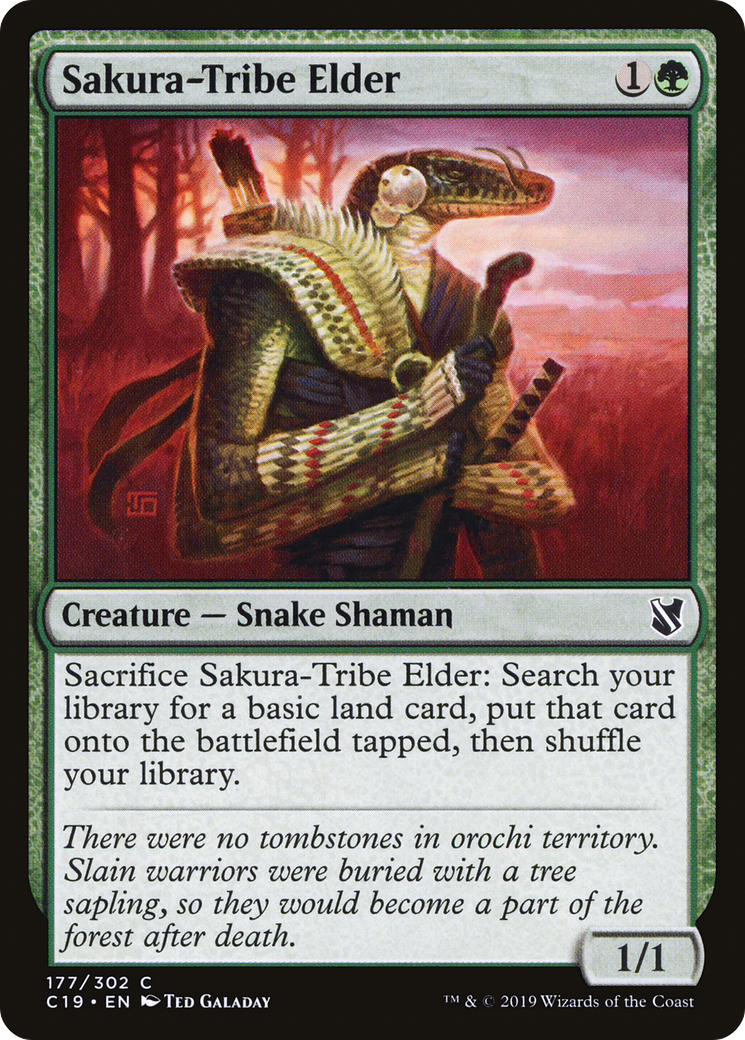 Sakura-Tribe Elder 1
Creature — Snake Shaman
Sacrifice Sakura-Tribe Elder: Search your
library for a basic land card, put that card
onto the battlefield tapped, then shuffle
your library.
There were no tombstones in orochi territory.
Slain warriors were buried with a tree
sapling, so they would become a part of the
forest after death.
1/1
177/302 C
C19 • EN Ted Galaday
™ & © 2019 Wizards of the Coast